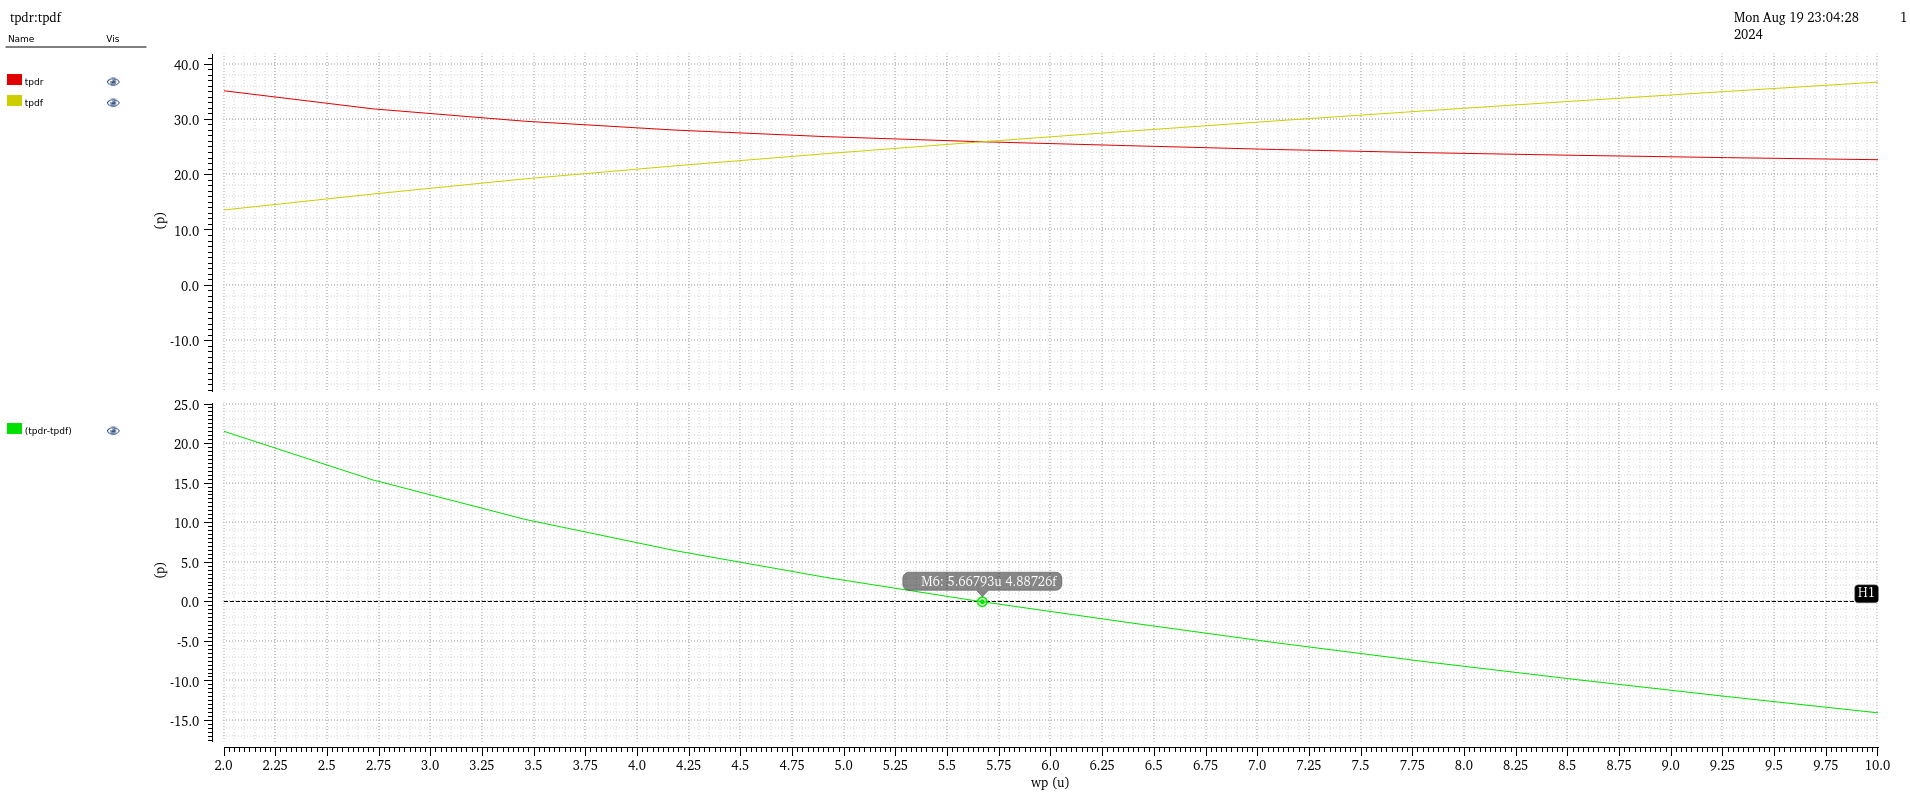 tpdr:tpdf
Mon Aug 19 23:04:28 1
2024
Name Vis
tpdr
tpdf
40.0
30.0
20.0
10.0
0.0
-10.0
(p)
(tpdr-tpdf)
25.0
20.0
15.0
10.0
5.0
0.0
-5.0
-10.0
-15.0
(p)
M6: 5.66793u 4.88726f
H1
2.0 2.25 2.5 2.75 3.0 3.25 3.5 3.75 4.0 4.25 4.5 4.75 5.0 5.25 5.5 5.75 6.0 6.25 6.5 6.75 7.0 7.25 7.5 7.75 8.0 8.25 8.5 8.75 9.0 9.25 9.5 9.75 10.0
wp (u)